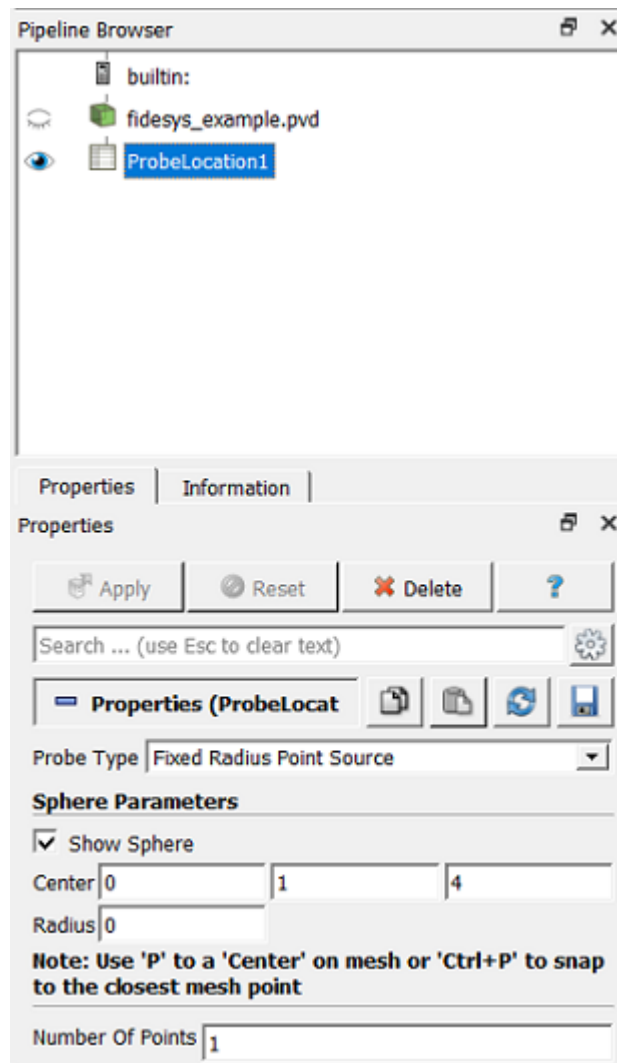 Pipeline Browser
builtin:
fidesys_example.pvd
ProbeLocation1
Properties Information
Properties
Apply Reset Delete ?
Search ... (use Esc to clear text)
Properties (ProbeLocat
Probe Type Fixed Radius Point Source
Sphere Parameters
Show Sphere
Center 0 1 4
Radius 0
Note: Use 'P' to a 'Center' on mesh or 'Ctrl+P' to snap
to the closest mesh point
Number Of Points 1